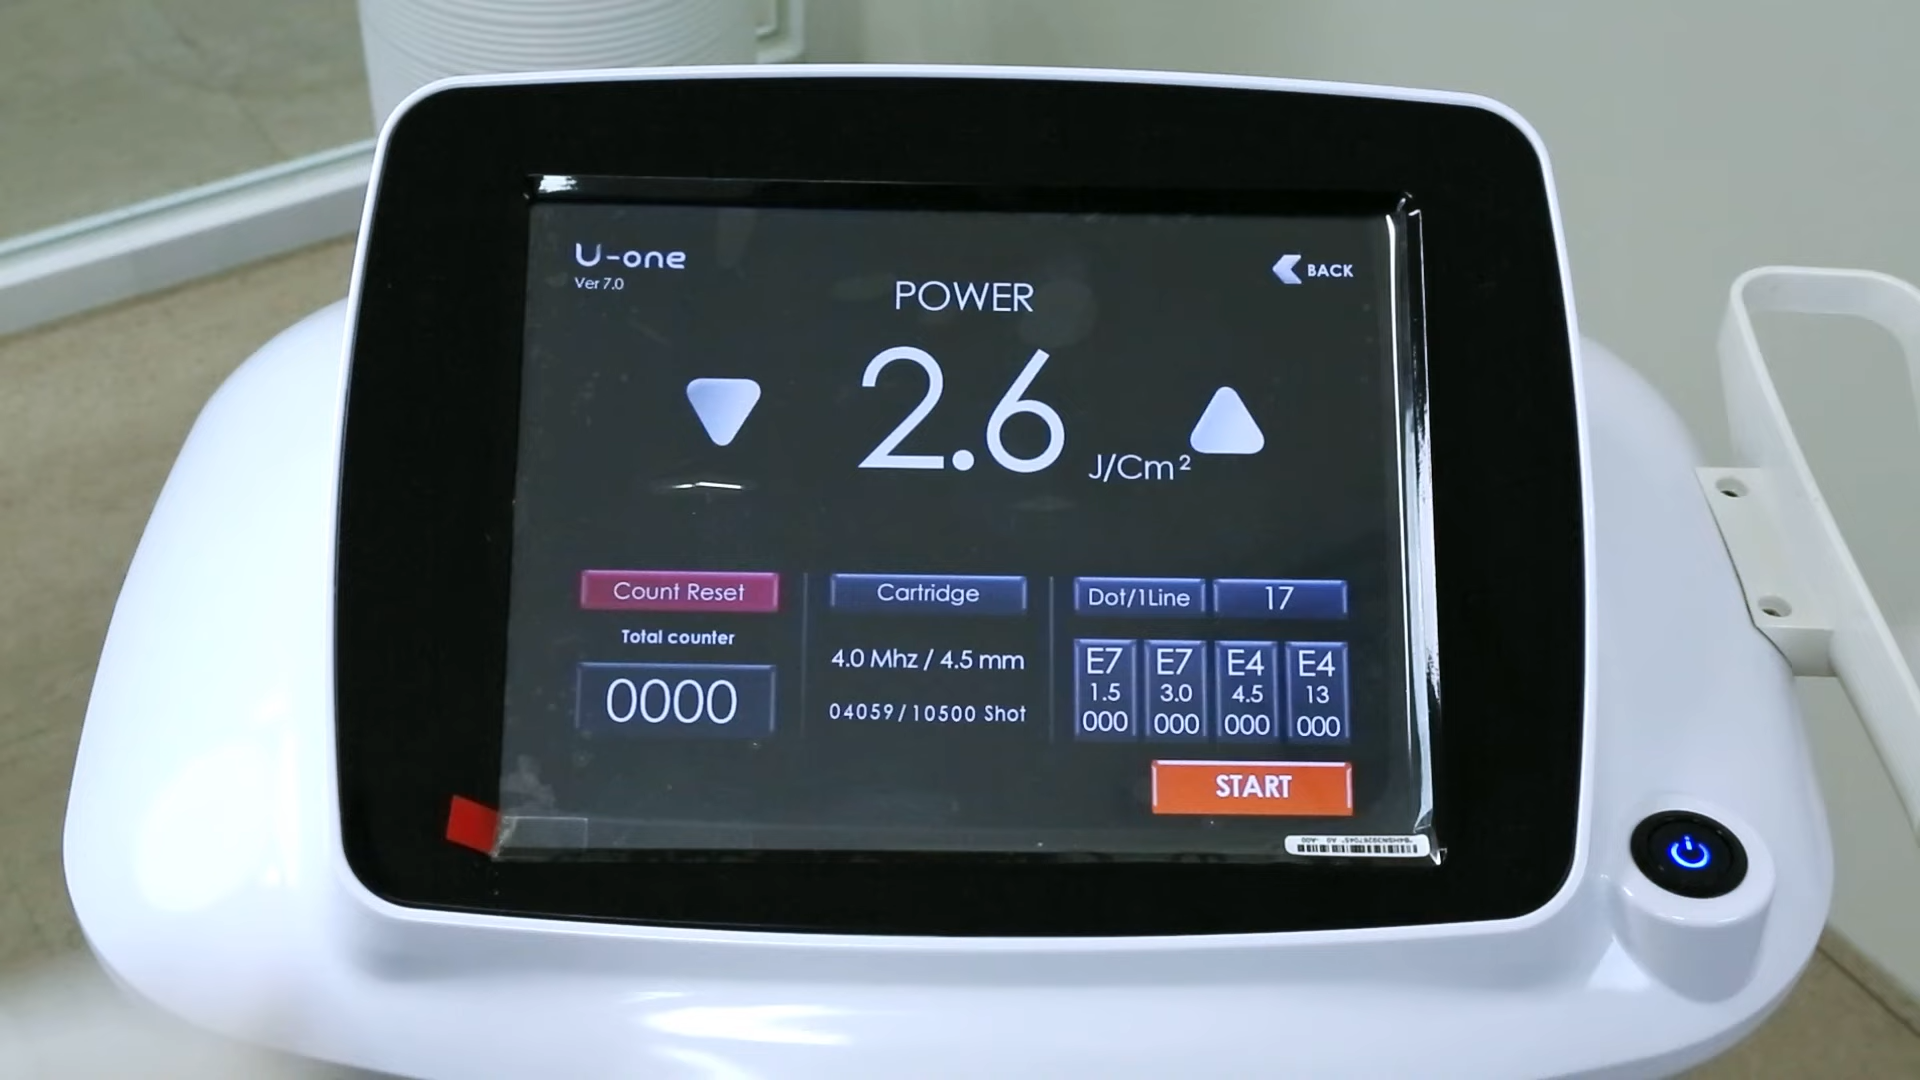 U-one
Ver 7.0
BACK
POWER
2.6 J/Cm²
Count Reset
Total counter
0000
Cartridge
4.0 Mhz / 4.5 mm
04059/10500 Shot
Dot/1Line 17
E7 E7 E4 E4
1.5 3.0 4.5 13
000 000 000 000
START